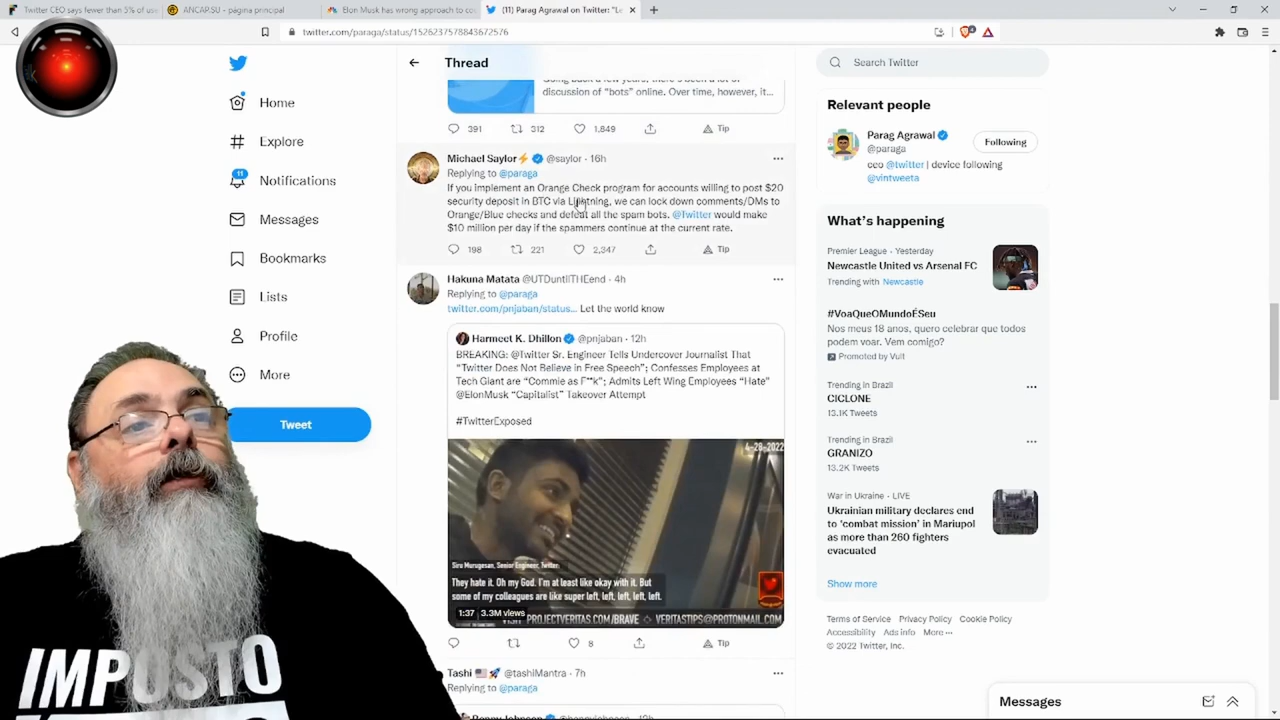 Twitter CEO says fewer than 5% of use
ANCAP.SU - página principal
Elon Musk has wrong approach to co
(11) Parag Agrawal on Twitter: "Le
twitter.com/paraga/status/1526237578843672576
Home
Explore
11
Notifications
Messages
Bookmarks
Lists
Profile
More
Tweet
Thread
Going back a few years, there's been a lot of
discussion of "bots" online. Over time, however, it...
391 312 1,849 Tip
Michael Saylor⚡ @saylor · 16h
Replying to @paraga
If you implement an Orange Check program for accounts willing to post $20
security deposit in BTC via Lightning, we can lock down comments/DMs to
Orange/Blue checks and defeat all the spam bots. @Twitter would make
$10 million per day if the spammers continue at the current rate.
198 221 2,347 Tip
Hakuna Matata @UTDuntilTHEend · 4h
Replying to @paraga
twitter.com/pnjaban/status... Let the world know
Harmeet K. Dhillon @pnjaban · 12h
BREAKING: @Twitter Sr. Engineer Tells Undercover Journalist That
"Twitter Does Not Believe in Free Speech"; Confesses Employees at
Tech Giant are "Commie as F**k"; Admits Left Wing Employees "Hate"
@ElonMusk "Capitalist" Takeover Attempt
#TwitterExposed
4-28-2022
Siru Murugesan, Senior Engineer, Twitter
They hate it. Oh my God. I'm at least like okay with it. But
some of my colleagues are like super left, left, left, left, left.
1:37 3.3M views
PROJECTVERITAS.COM/BRAVE VERITASTIPS@PROTONMAIL.COM
8 Tip
Tashi 🇺🇸🚀 @tashiMantra · 7h
Replying to @paraga
Search Twitter
Relevant people
Parag Agrawal
@paraga
Following
ceo @twitter | device following
@vintweeta
What's happening
Premier League · Yesterday
Newcastle United vs Arsenal FC
Trending with Newcastle
#VoaQueOMundoÉSeu
Nos meus 18 anos, quero celebrar que todos
podem voar. Vem comigo?
Promoted by Vult
Trending in Brazil
CICLONE
13.1K Tweets
Trending in Brazil
GRANIZO
13.2K Tweets
War in Ukraine · LIVE
Ukrainian military declares end
to 'combat mission' in Mariupol
as more than 260 fighters
evacuated
Show more
Terms of Service Privacy Policy Cookie Policy
Accessibility Ads info More ···
© 2022 Twitter, Inc.
Messages
IMPOSTO